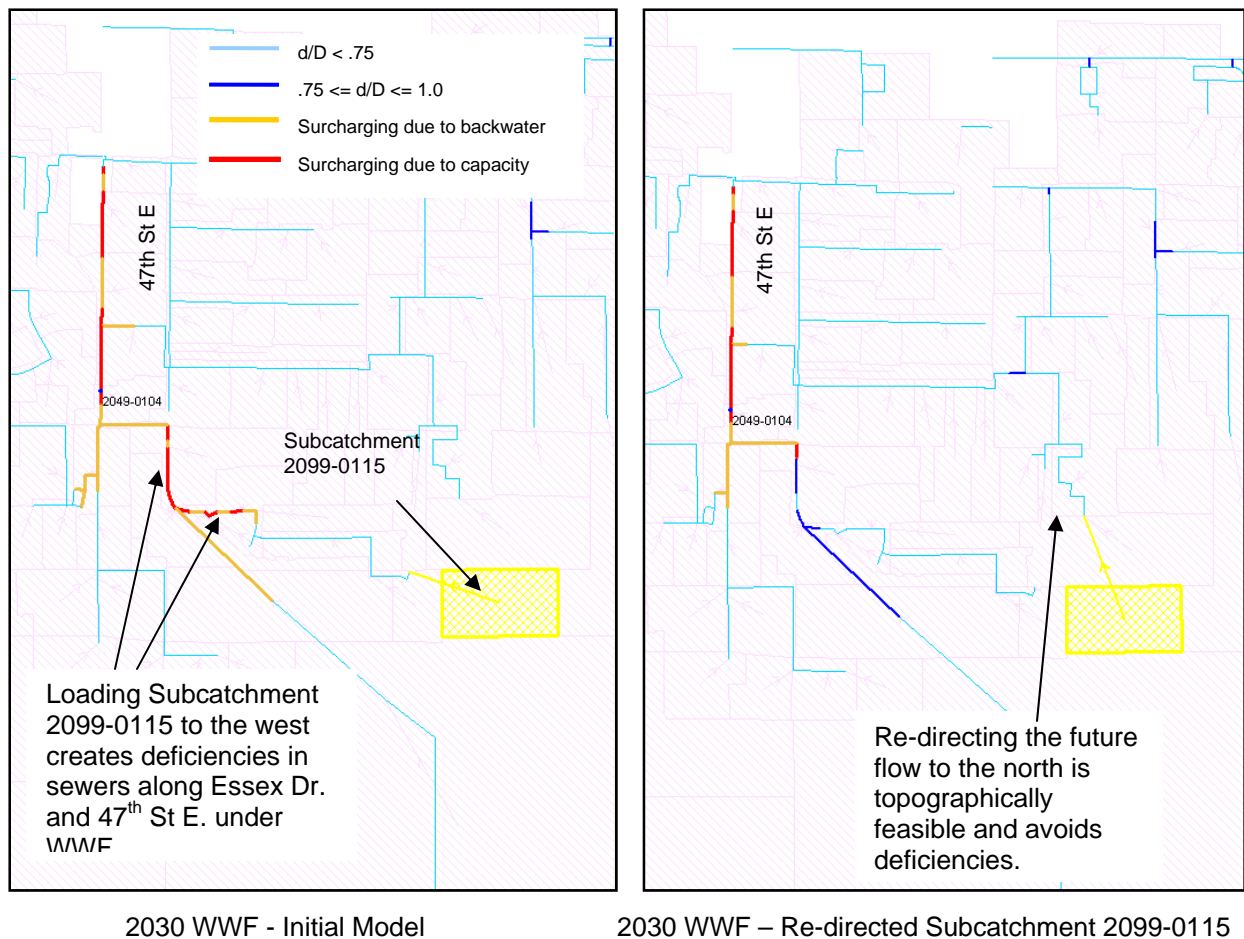 d/D < .75
.75 <= d/D <= 1.0
Surcharging due to backwater
Surcharging due to capacity
47th St E
2049-0104
Subcatchment
2099-0115
Loading Subcatchment
2099-0115 to the west
creates deficiencies in
sewers along Essex Dr.
and 47th St E. under
WWF
47th St E
2049-0104
Re-directing the future
flow to the north is
topographically
feasible and avoids
deficiencies.
2030 WWF - Initial Model
2030 WWF – Re-directed Subcatchment 2099-0115